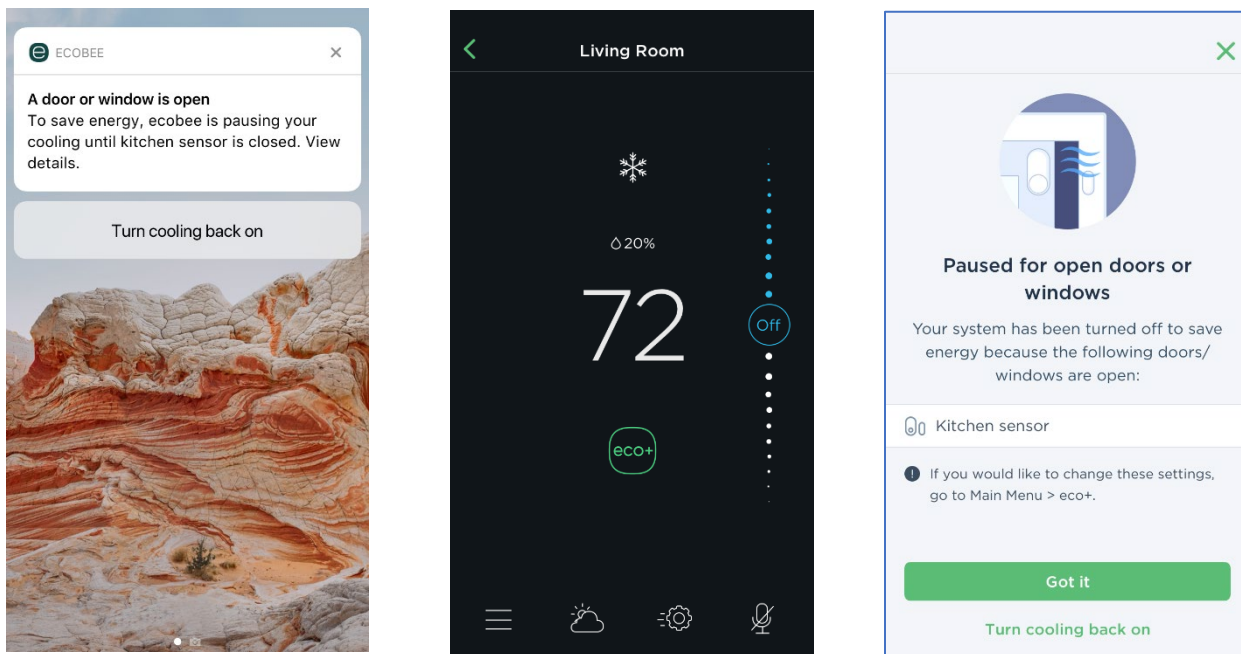 ECOBEE
A door or window is open
To save energy, ecobee is pausing your
cooling until kitchen sensor is closed. View
details.
Turn cooling back on
Living Room
20%
72
Off
eco+
Paused for open doors or
windows
Your system has been turned off to save
energy because the following doors/
windows are open:
Kitchen sensor
If you would like to change these settings,
go to Main Menu > eco+.
Got it
Turn cooling back on